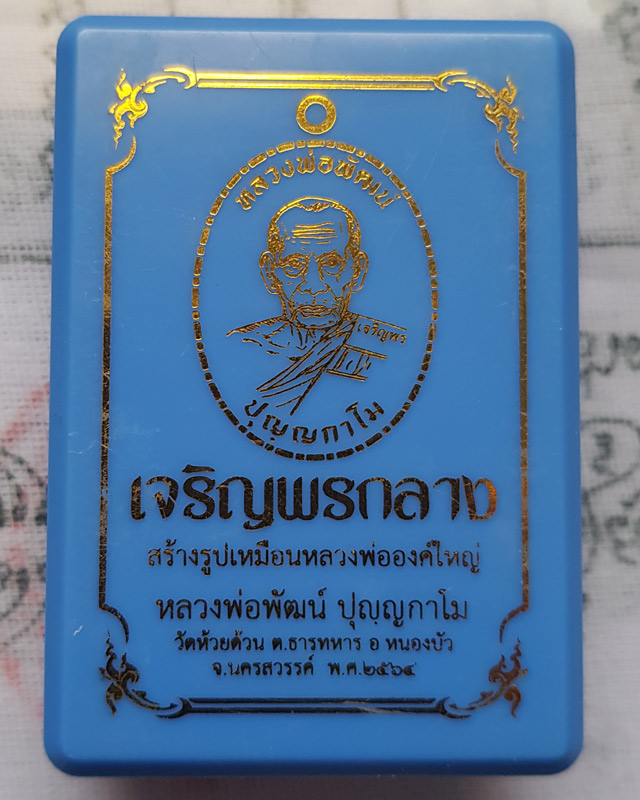 หลวงพ่อพัฒน์
เจริญพร
ปุญฺญกาโม
เจริญพรกลาง
สร้างรูปเหมือนหลวงพ่อองค์ใหญ่
หลวงพ่อพัฒน์ ปุญฺญกาโม
วัดห้วยด้วน ต.ธารทหาร อ หนองบัว
จ.นครสวรรค์ พ.ศ.๒๕๖๔